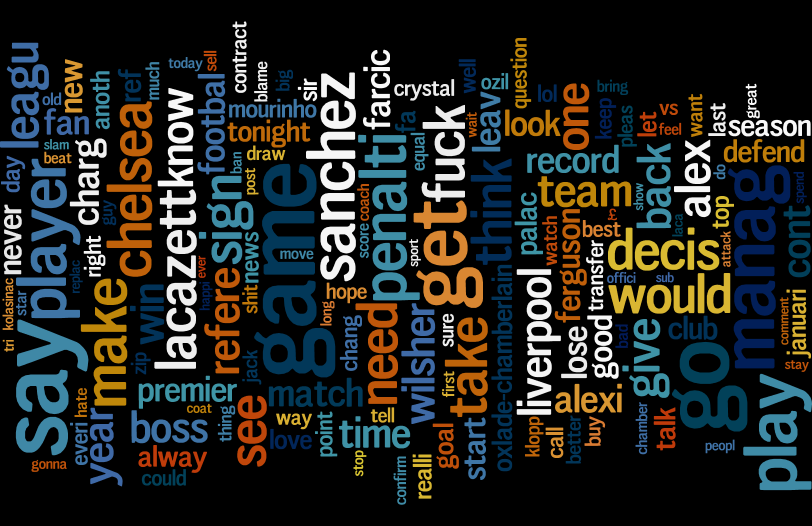 leagu
old
new
fan
slam
beat
day
player
never
kolasinac
star
tri
say
replac
gonna
everi
hate
year
charg
guy
right
make
anoth
ref
chelsea
much
today
sell
contract
blame
big
sir
win
zip
know
lacazett
footbal
mourinho
tonight
draw
ban
post
sign
news
shit
ever
happi
refere
game
move
hope
long
jack
premier
coat
boss
thing
alway
could
see
match
way
love
point
tell
time
stop
chang
sanchez
farcic
crystal
fa
equal
penalti
coach
score
sport
need
wilsher
confirm
realli
goal
sure
first
take
start
get
fuck
wait
well
ozil
leav
think
oxlade-chamberlain
question
look
lol
one
keep
bring
pleas
record
team
palac
watch
ferguson
best
transfer
liverpool
lose
good
bad
alexi
klopp
call
better
buy
let
vs
feel
want
last
great
season
defend
back
show
alex
do
top
laca
attack
decis
offici
sub
would
give
club
go
chamber
talk
peopl
manag
send
cont
comment
januari
stay
play